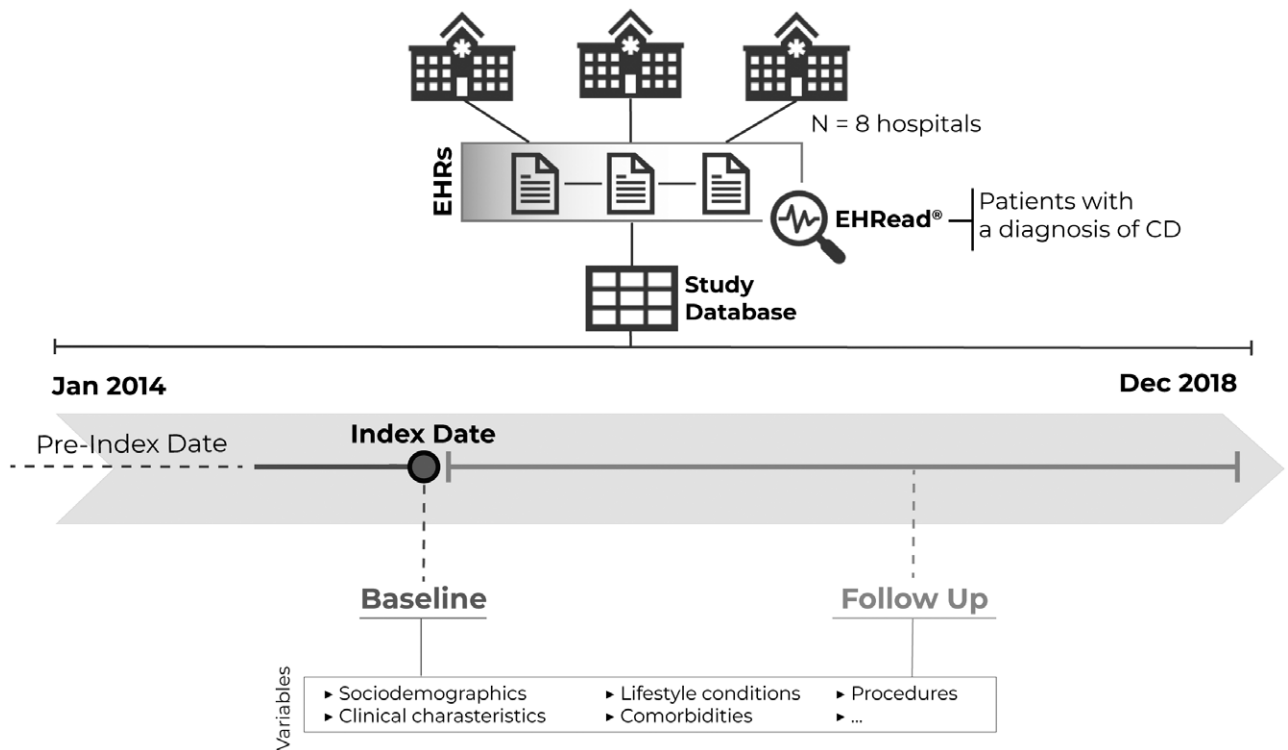 N = 8 hospitals
EHRs
EHRead®
Patients with
a diagnosis of CD
Study
Database
Jan 2014
Dec 2018
Pre-Index Date
Index Date
Baseline
Follow Up
Variables
▸ Sociodemographics
▸ Clinical charasteristics
▸ Lifestyle conditions
▸ Comorbidities
▸ Procedures
▸ ...